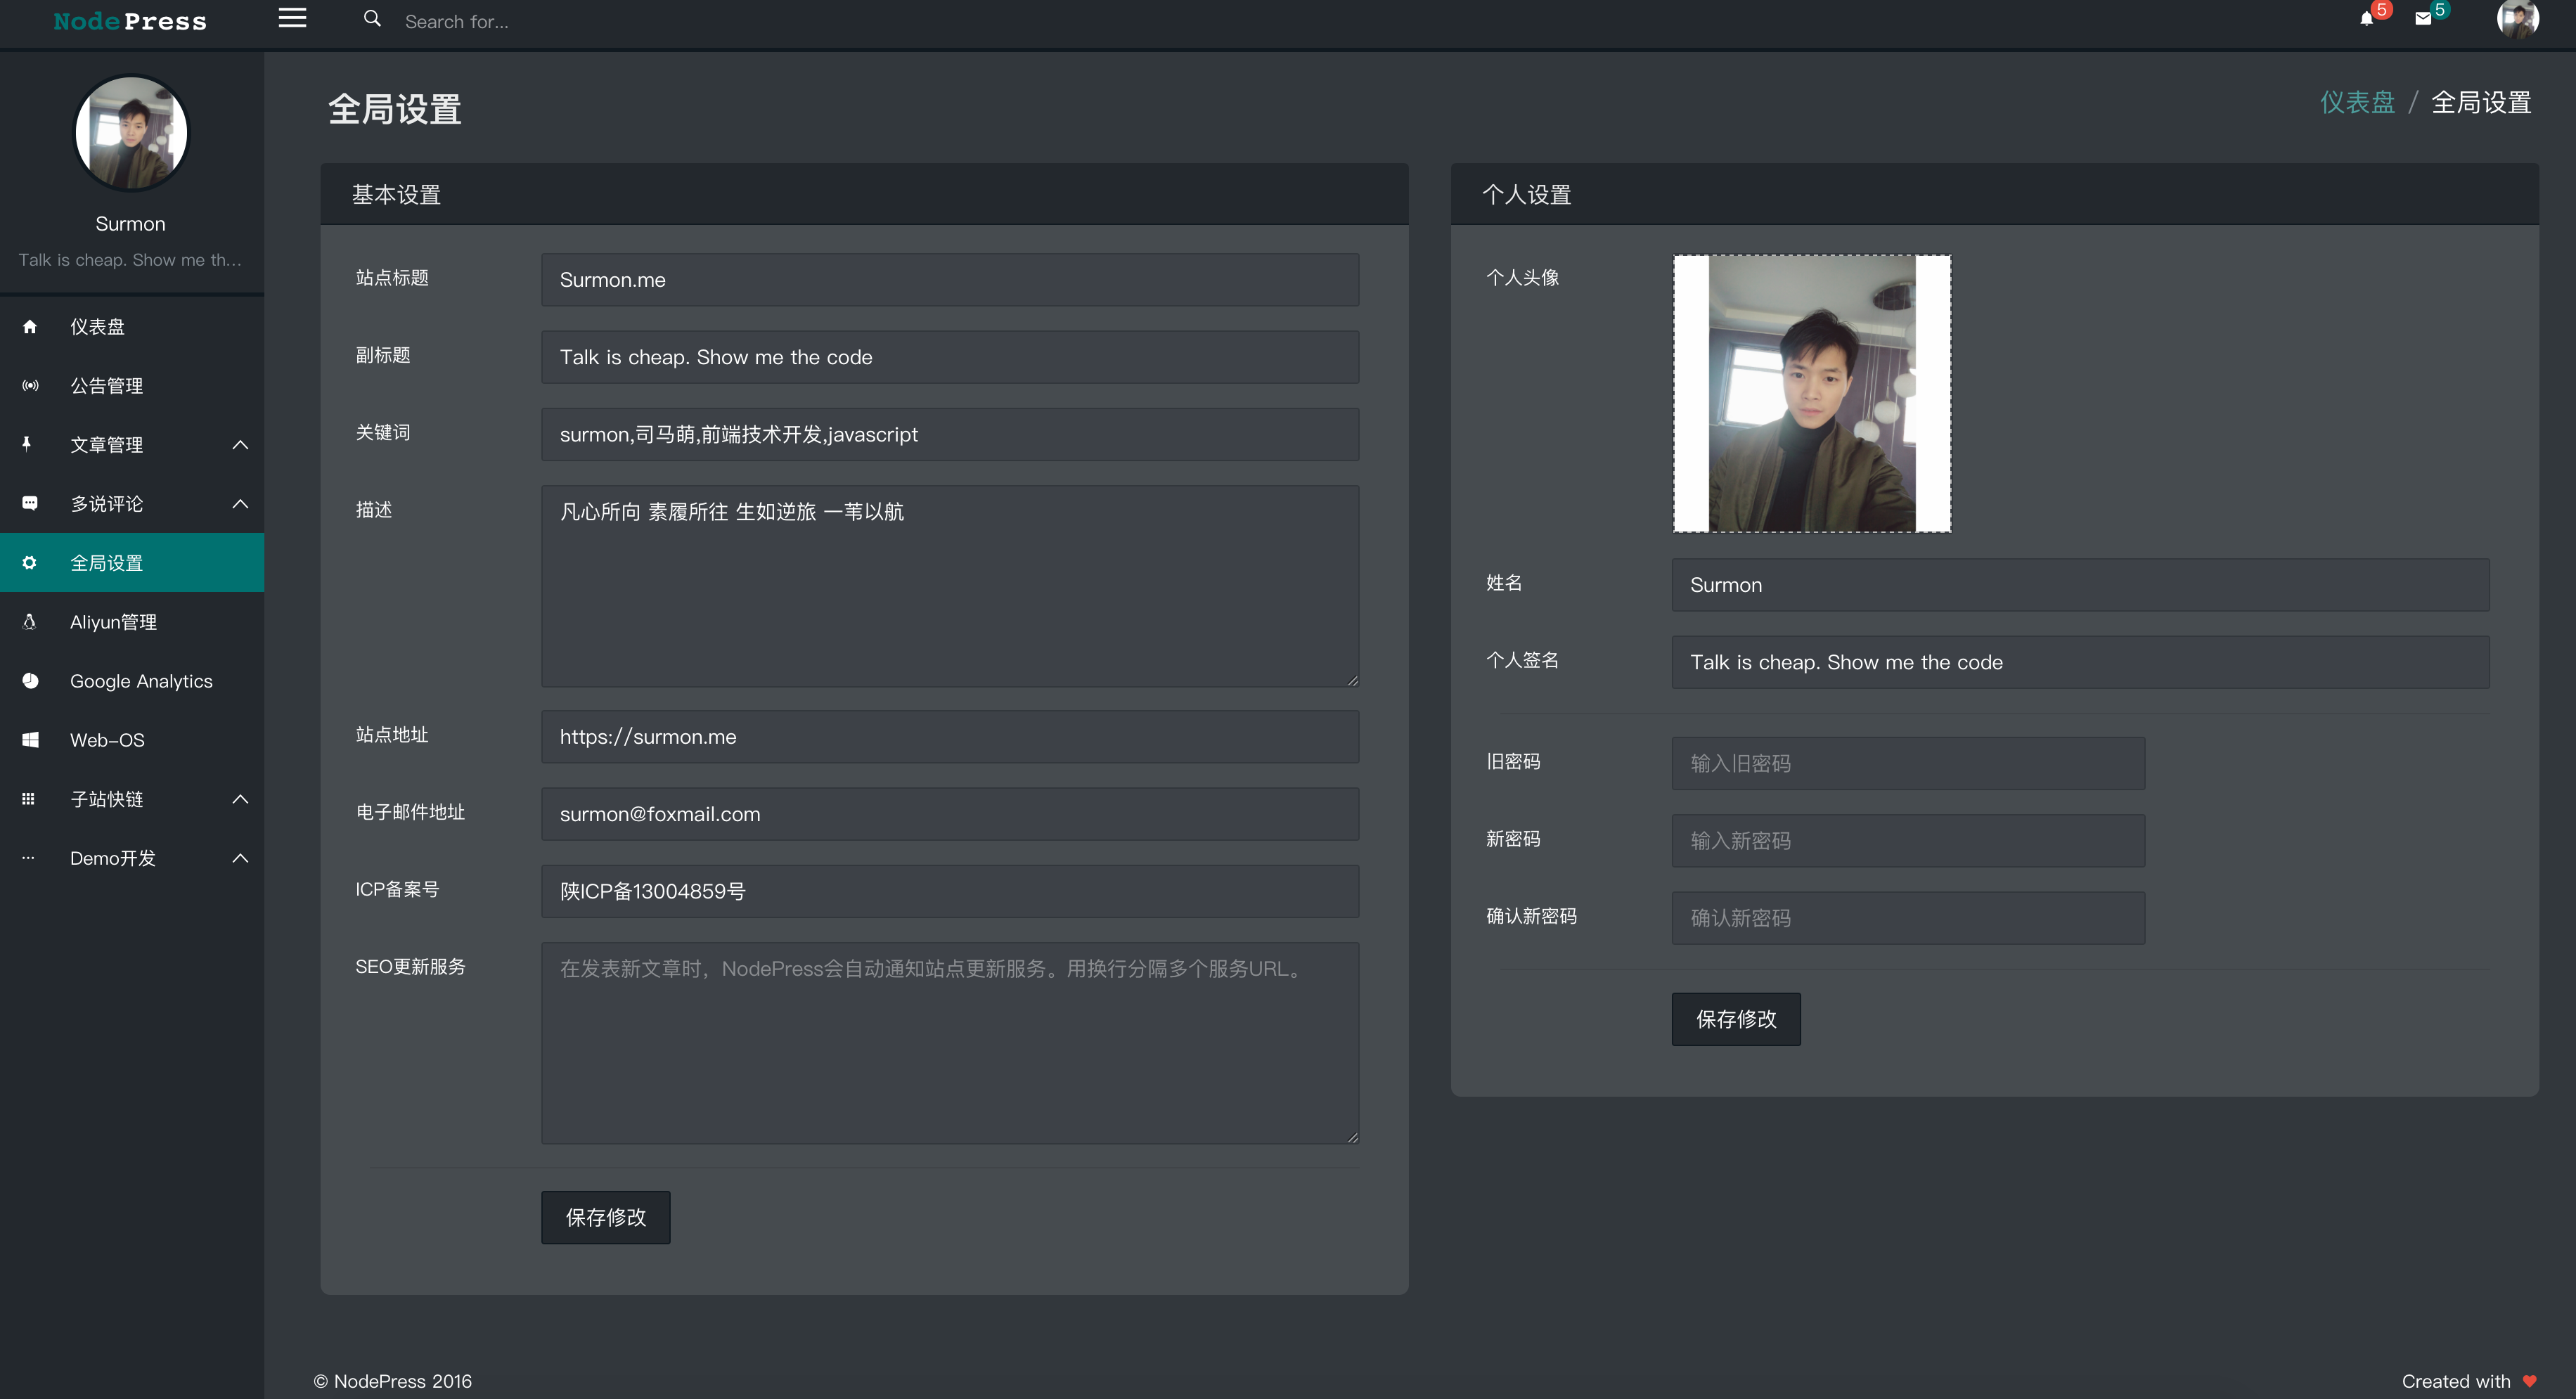 NodePress
Search for...
5
5
Surmon
Talk is cheap. Show me th...
仪表盘
公告管理
文章管理
多说评论
全局设置
Aliyun管理
Google Analytics
Web-OS
子站快链
Demo开发
全局设置
仪表盘 / 全局设置
基本设置
站点标题
Surmon.me
副标题
Talk is cheap. Show me the code
关键词
surmon,司马萌,前端技术开发,javascript
描述
凡心所向 素履所往 生如逆旅 一苇以航
站点地址
https://surmon.me
电子邮件地址
surmon@foxmail.com
ICP备案号
陕ICP备13004859号
SEO更新服务
在发表新文章时，NodePress会自动通知站点更新服务。用换行分隔多个服务URL。
保存修改
个人设置
个人头像
姓名
Surmon
个人签名
Talk is cheap. Show me the code
旧密码
输入旧密码
新密码
输入新密码
确认新密码
确认新密码
保存修改
© NodePress 2016
Created with